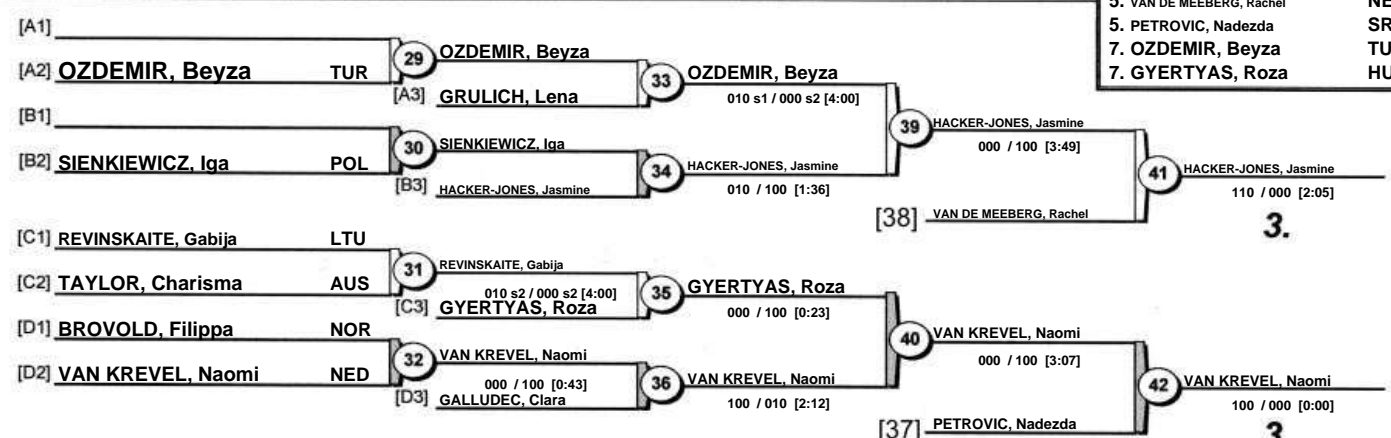 5. VAN DE MEEBERG, Rachel NE
5. PETROVIC, Nadezda SR
7. OZDEMIR, Beyza TU
7. GYERTYAS, Roza HU
[A1]
[A2] OZDEMIR, Beyza TUR
29
OZDEMIR, Beyza
[A3] GRULICH, Lena
33
OZDEMIR, Beyza
010 s1 / 000 s2 [4:00]
[B1]
[B2] SIENKIEWICZ, Iga POL
30
SIENKIEWICZ, Iga
[B3] HACKER-JONES, Jasmine
34
HACKER-JONES, Jasmine
010 / 100 [1:36]
39
HACKER-JONES, Jasmine
000 / 100 [3:49]
[38] VAN DE MEEBERG, Rachel
41
HACKER-JONES, Jasmine
110 / 000 [2:05]
3.
[C1] REVINSKAITE, Gabija LTU
[C2] TAYLOR, Charisma AUS
31
REVINSKAITE, Gabija
010 s2 / 000 s2 [4:00]
[C3] GYERTYAS, Roza
35
GYERTYAS, Roza
000 / 100 [0:23]
[D1] BROVOLD, Filippa NOR
[D2] VAN KREVEL, Naomi NED
32
VAN KREVEL, Naomi
000 / 100 [0:43]
[D3] GALLUDEC, Clara
36
VAN KREVEL, Naomi
100 / 010 [2:12]
40
VAN KREVEL, Naomi
000 / 100 [3:07]
[37] PETROVIC, Nadezda
42
VAN KREVEL, Naomi
100 / 000 [0:00]
3